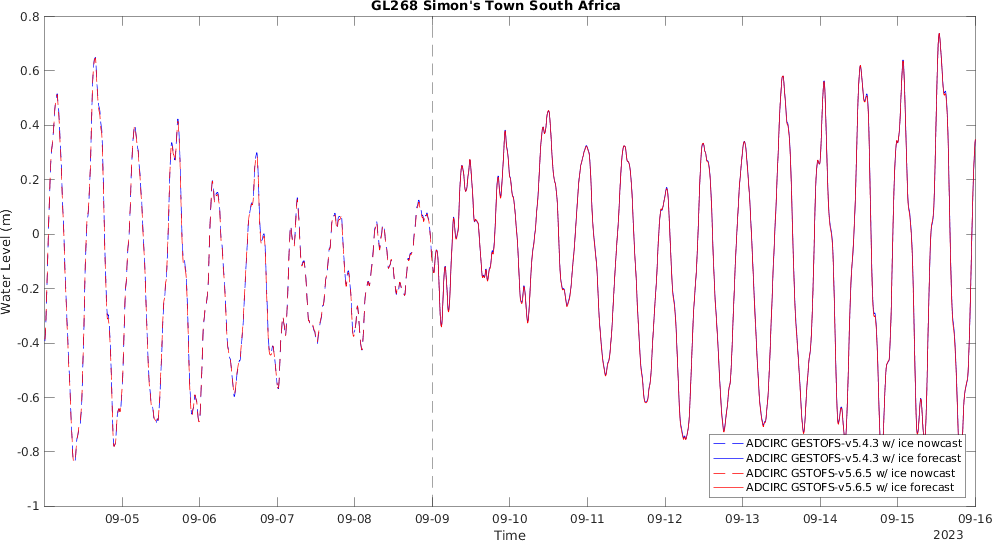 GL268 Simon's Town South Africa
0.8
0.6
0.4
0.2
0
-0.2
-0.4
-0.6
-0.8
-1
Water Level (m)
ADCIRC GESTOFS-v5.4.3 w/ ice nowcast
ADCIRC GESTOFS-v5.4.3 w/ ice forecast
ADCIRC GSTOFS-v5.6.5 w/ ice nowcast
ADCIRC GSTOFS-v5.6.5 w/ ice forecast
09-05 09-06 09-07 09-08 09-09 09-10 09-11 09-12 09-13 09-14 09-15 09-16
Time
2023